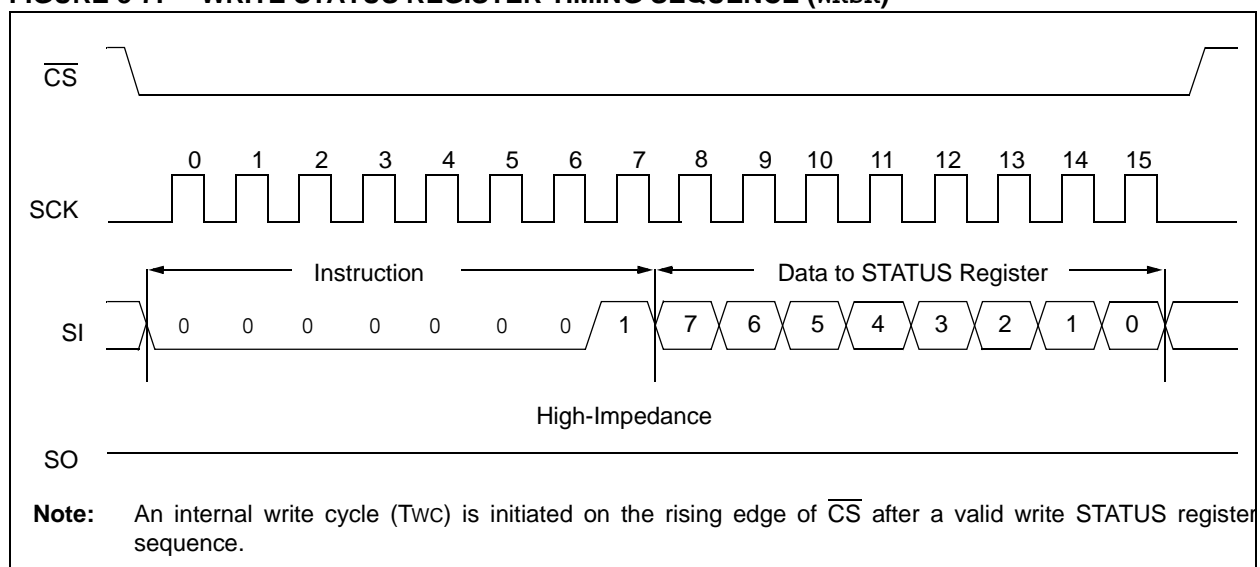 CS
0 1 2 3 4 5 6 7 8 9 10 11 12 13 14 15
SCK
Instruction Data to STATUS Register
SI 0 0 0 0 0 0 0 1 7 6 5 4 3 2 1 0
High-Impedance
SO
Note: An internal write cycle (TWC) is initiated on the rising edge of CS after a valid write STATUS register
sequence.